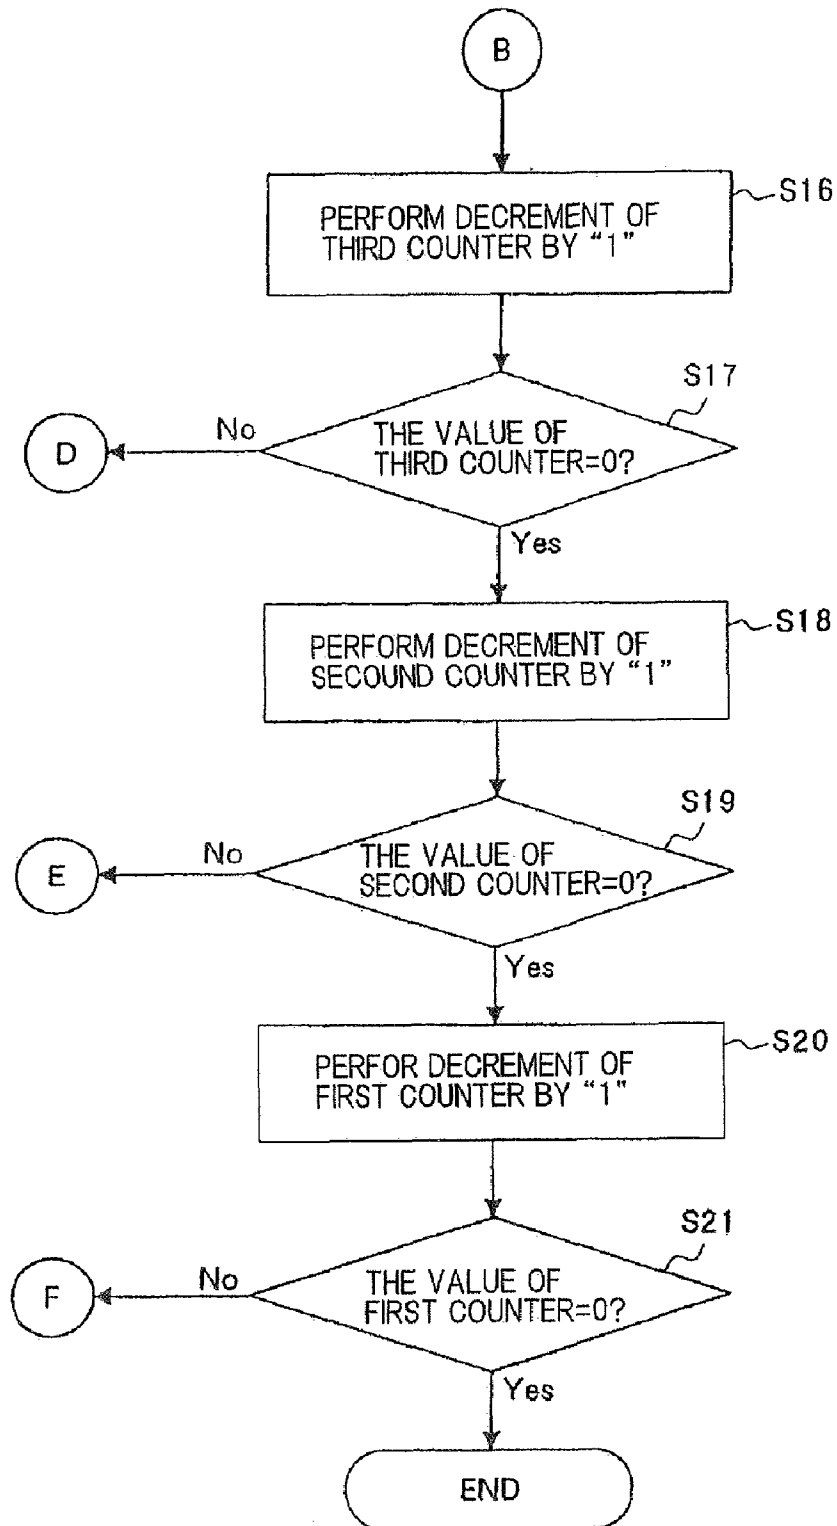 B
PERFORM DECREMENT OF
THIRD COUNTER BY “1”
S16
S17
THE VALUE OF
THIRD COUNTER=0?
No
D
Yes
PERFORM DECREMENT OF
SECOUND COUNTER BY “1”
S18
S19
THE VALUE OF
SECOND COUNTER=0?
No
E
Yes
PERFOR DECREMENT OF
FIRST COUNTER BY “1”
S20
S21
THE VALUE OF
FIRST COUNTER=0?
No
F
Yes
END